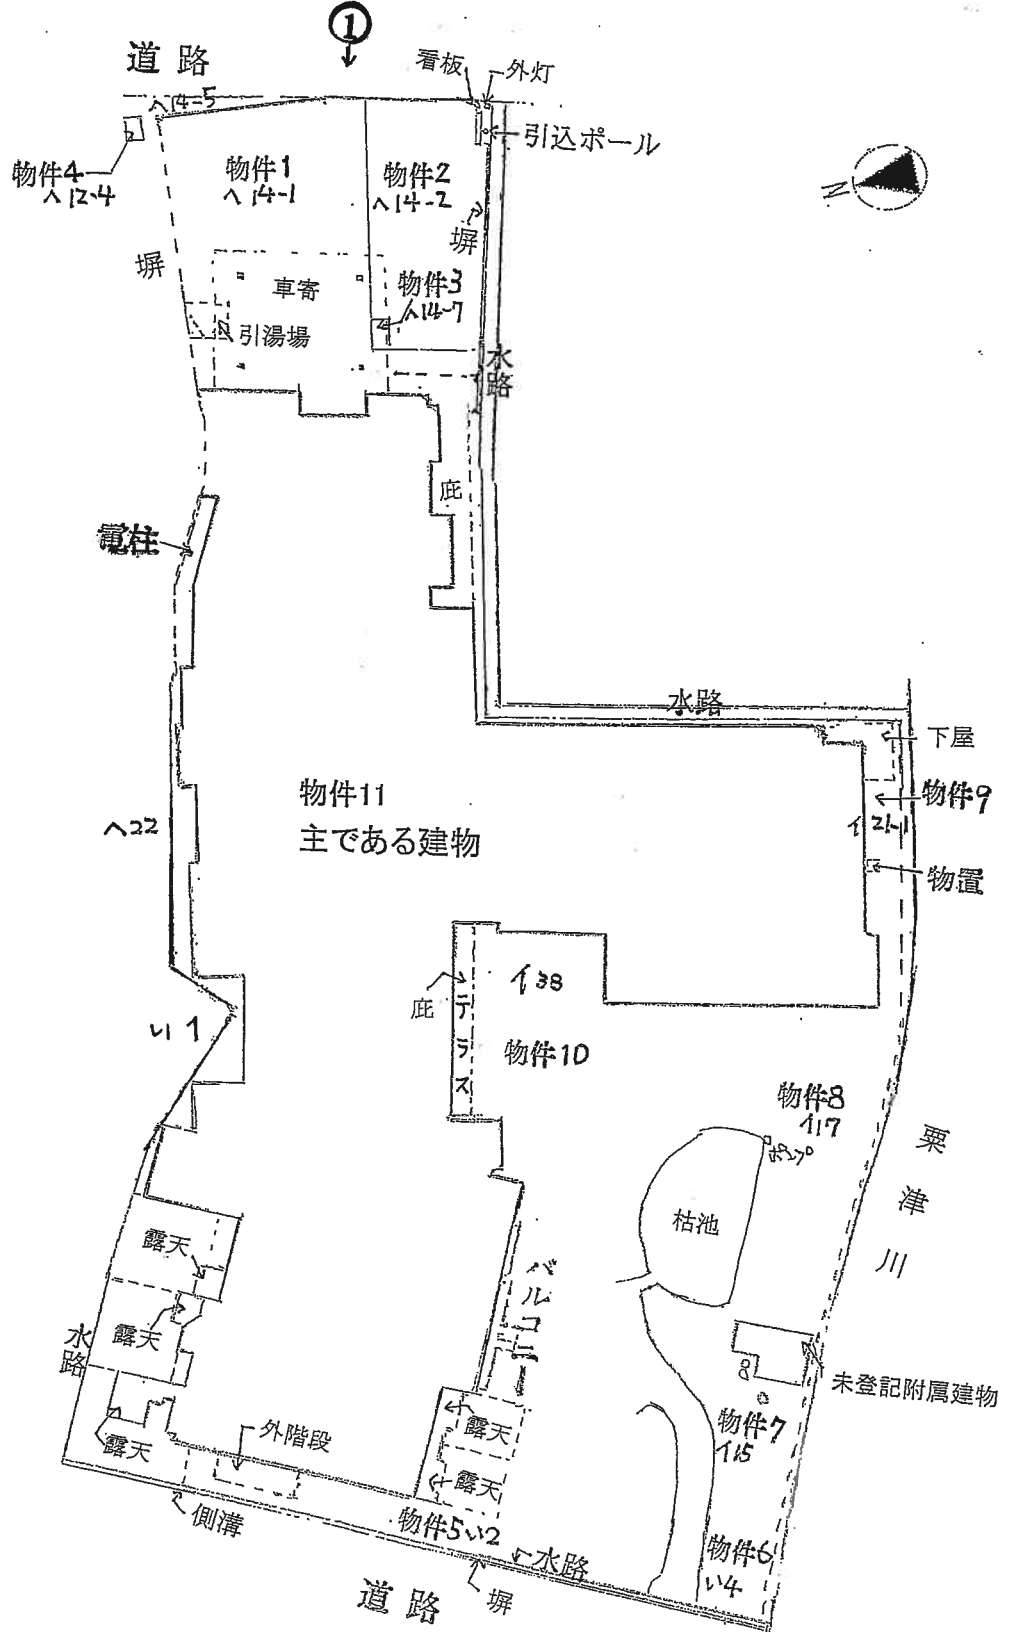 ①
道路
看板
外灯
ヘ14-5
引込ポール
物件4
ヘ12-4
物件1
ヘ14-1
物件2
ヘ14-2
N
塀
塀
車寄
物件3
ヘ14-7
引湯場
水路
庇
電柱
水路
下屋
物件11
主である建物
物件9
イ21-1
ヘ22
物置
庇
テラス
イ38
い1
物件10
物件8
イ17
ポンプ
粟津川
枯池
露天
バルコニー
露天
水路
未登記附属建物
物件7
イ15
露天
外階段
露天
露天
側溝
物件5い2
水路
物件6
い4
塀
道路